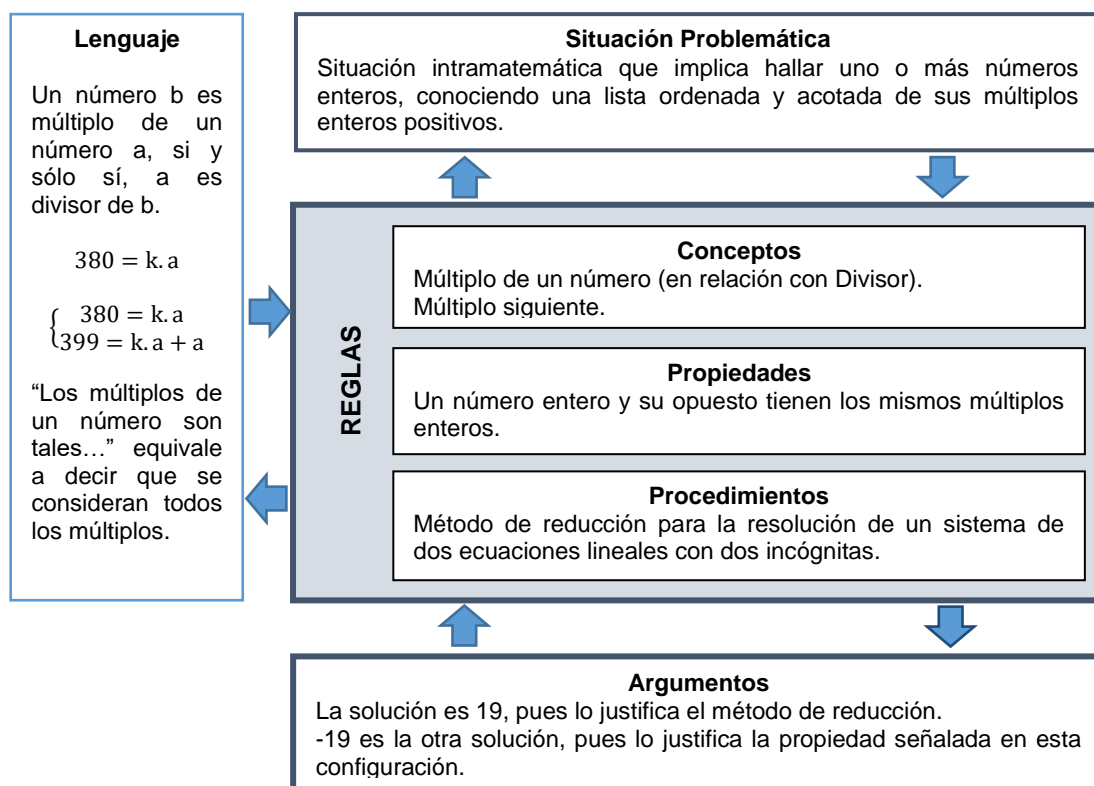 Lenguaje
Un número b es
múltiplo de un
número a, si y
sólo sí, a es
divisor de b.
380 = k. a
{ 380 = k. a
399 = k. a + a
“Los múltiplos de
un número son
tales…” equivale
a decir que se
consideran todos
los múltiplos.
Situación Problemática
Situación intramatemática que implica hallar uno o más números
enteros, conociendo una lista ordenada y acotada de sus múltiplos
enteros positivos.
REGLAS
Conceptos
Múltiplo de un número (en relación con Divisor).
Múltiplo siguiente.
Propiedades
Un número entero y su opuesto tienen los mismos múltiplos
enteros.
Procedimientos
Método de reducción para la resolución de un sistema de
dos ecuaciones lineales con dos incógnitas.
Argumentos
La solución es 19, pues lo justifica el método de reducción.
-19 es la otra solución, pues lo justifica la propiedad señalada en esta
configuración.